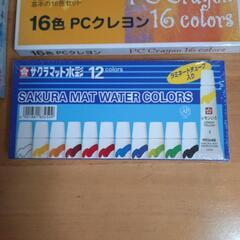 基本の16色セット
PC Crayon
16色 PCクレヨン
16 colors
サクラマット水彩 12 colors
ラミネートチューブ
入り
SAKURA MAT WATER COLORS